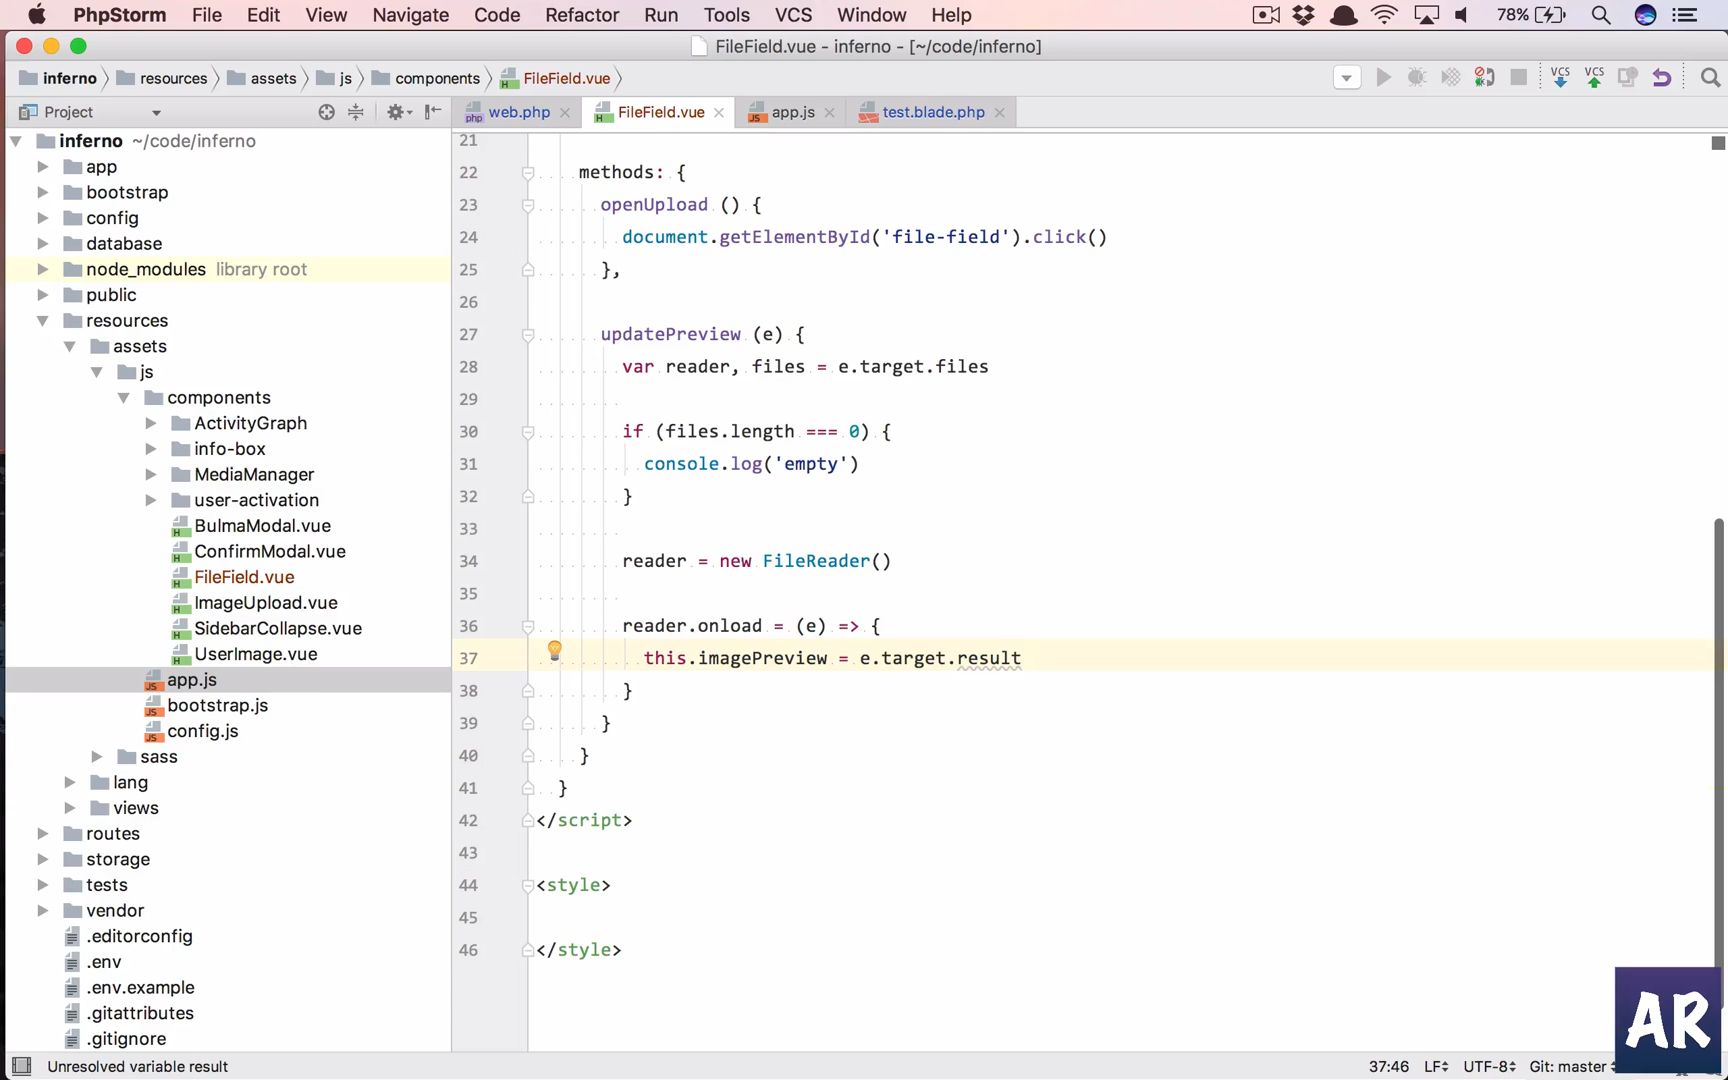 PhpStorm File Edit View Navigate Code Refactor Run Tools VCS Window Help 78%
FileField.vue - inferno - [~/code/inferno]
inferno resources assets js components FileField.vue VCS VCS
Project
web.php FileField.vue app.js test.blade.php
inferno ~/code/inferno
app
bootstrap
config
database
node_modules library root
public
resources
assets
js
components
ActivityGraph
info-box
MediaManager
user-activation
BulmaModal.vue
ConfirmModal.vue
FileField.vue
ImageUpload.vue
SidebarCollapse.vue
UserImage.vue
app.js
bootstrap.js
config.js
sass
lang
views
routes
storage
tests
vendor
.editorconfig
.env
.env.example
.gitattributes
.gitignore
21
22 methods: {
23 openUpload () {
24 document.getElementById('file-field').click()
25 },
26
27 updatePreview (e) {
28 var reader, files = e.target.files
29
30 if (files.length === 0) {
31 console.log('empty')
32 }
33
34 reader = new FileReader()
35
36 reader.onload = (e) => {
37 this.imagePreview = e.target.result
38 }
39 }
40 }
41 }
42 </script>
43
44 <style>
45
46 </style>
AR
Unresolved variable result 37:46 LF UTF-8 Git: master